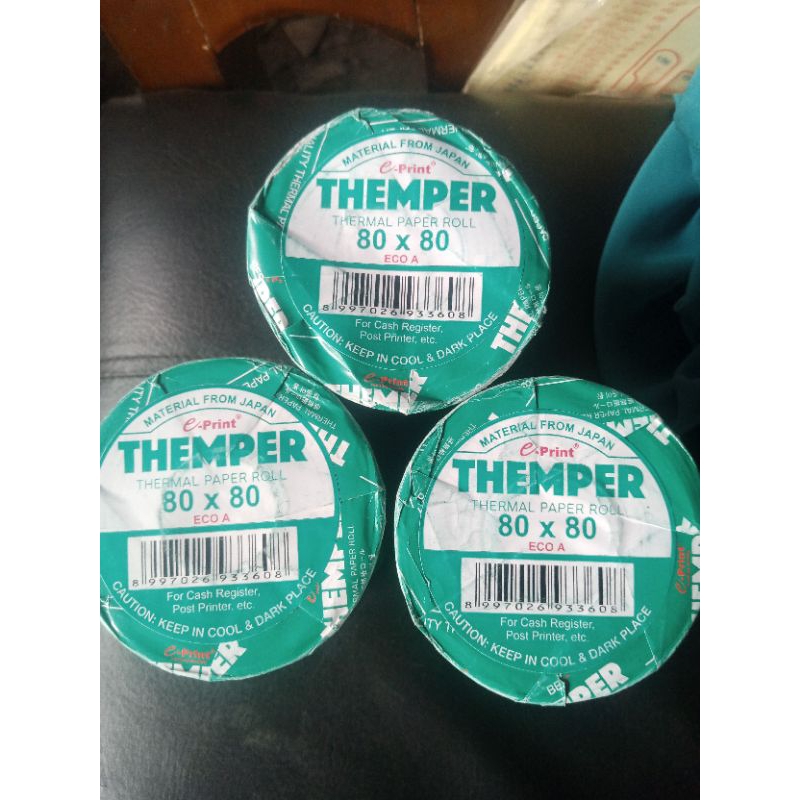 MATERIAL FROM JAPAN
e-Print®
THEMPER
THERMAL PAPER ROLL
80 x 80
ECO A
8 997026 933608
For Cash Register,
Post Printer, etc.
CAUTION: KEEP IN COOL & DARK PLACE
e-Print
MATERIAL FROM JAPAN
e-Print®
THEMPER
THERMAL PAPER ROLL
80 x 80
ECO A
8 997026 933608
For Cash Register,
Post Printer, etc.
CAUTION: KEEP IN COOL & DARK PLACE
e-Print
MATERIAL FROM JAPAN
e-Print®
THEMPER
THERMAL PAPER ROLL
80 x 80
ECO A
8 997026 933608
For Cash Register,
Post Printer, etc.
CAUTION: KEEP IN COOL & DARK PLACE
e-Print